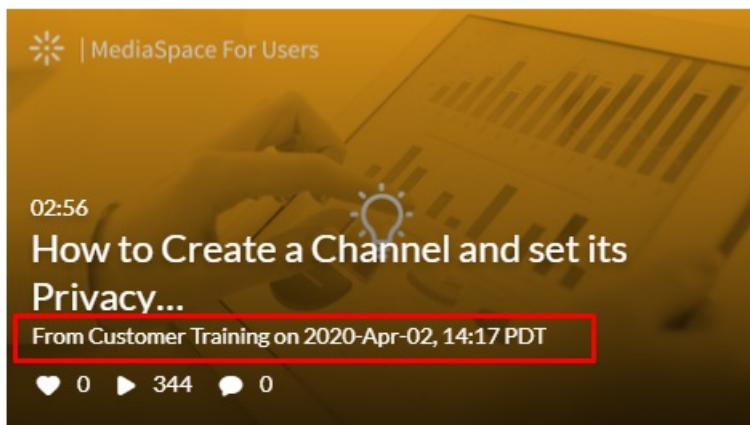 | MediaSpace For Users
02:56
How to Create a Channel and set its
Privacy...
From Customer Training on 2020-Apr-02, 14:17 PDT
0 344 0